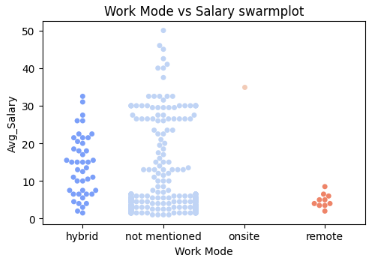 Work Mode vs Salary swarmplot
Avg_Salary
50
40
30
20
10
0
hybrid
not mentioned
onsite
remote
Work Mode